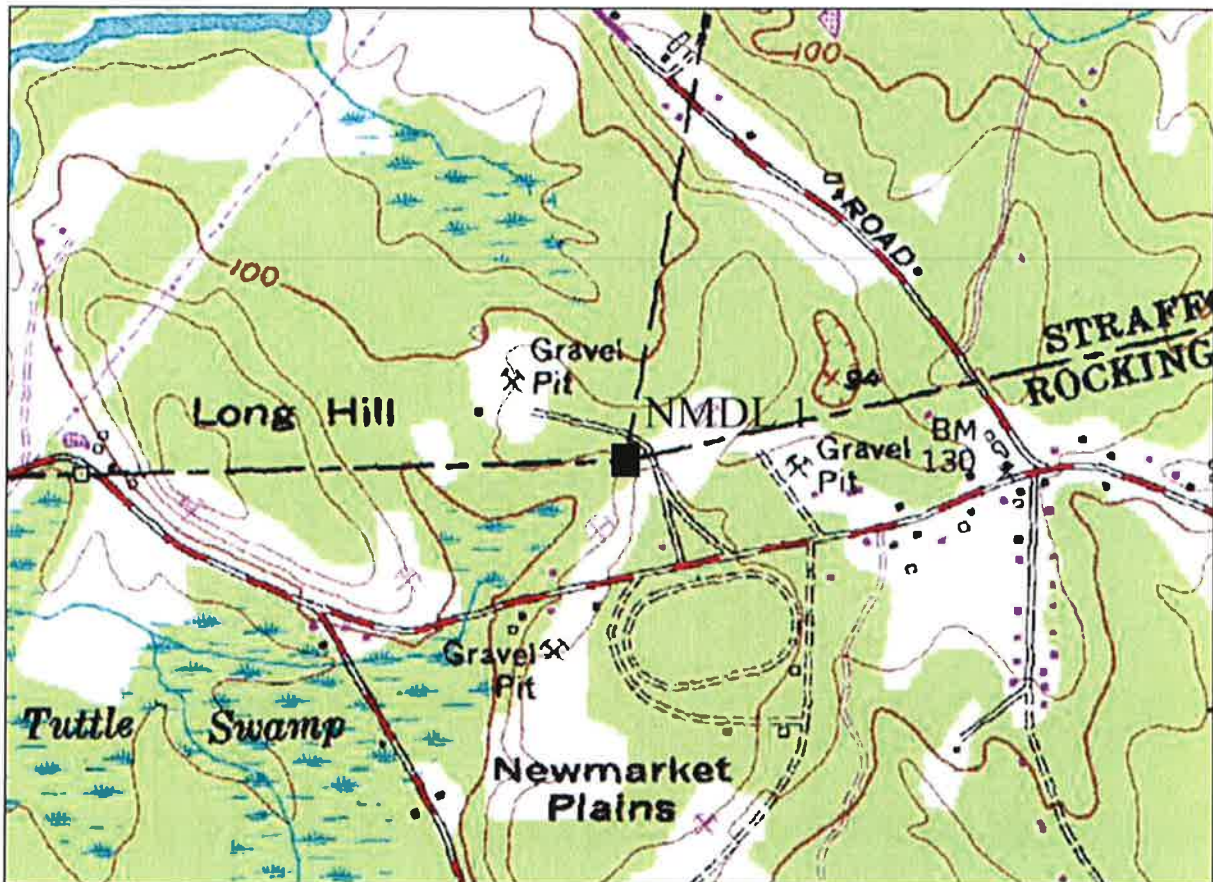 100
100
ROAD
STRAFF
ROCKING
Gravel
Pit
94
Long Hill
NMDL 1
BM
130
Gravel
Pit
Gravel
Pit
Tuttle Swamp
Newmarket
Plains